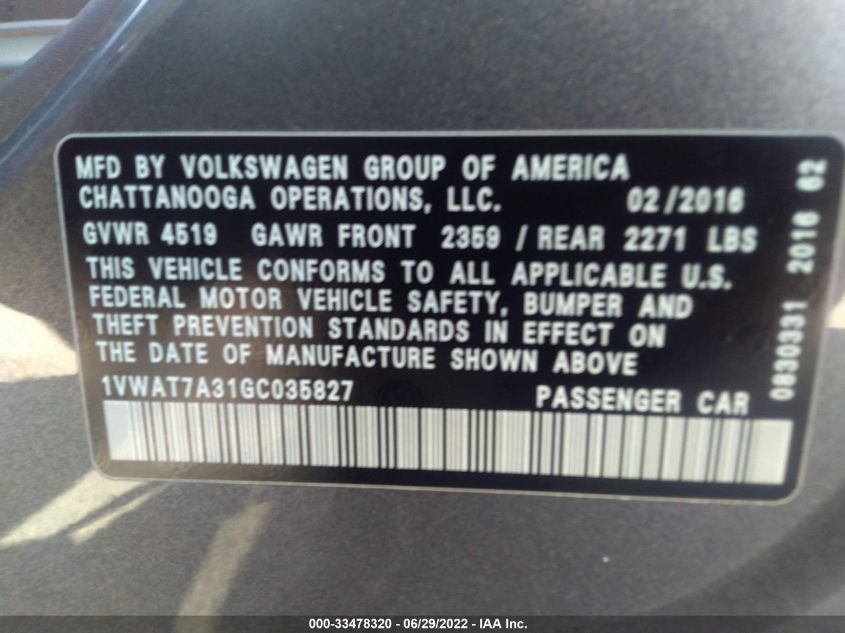 MFD BY VOLKSWAGEN GROUP OF AMERICA
CHATTANOOGA OPERATIONS, LLC. 02/2016
GVWR 4519 GAWR FRONT 2359 / REAR 2271 LBS
THIS VEHICLE CONFORMS TO ALL APPLICABLE U.S.
FEDERAL MOTOR VEHICLE SAFETY, BUMPER AND
THEFT PREVENTION STANDARDS IN EFFECT ON
THE DATE OF MANUFACTURE SHOWN ABOVE
1VWAT7A31GC035827 PASSENGER CAR
0830331 2016 02
000-33478320 - 06/29/2022 - IAA Inc.